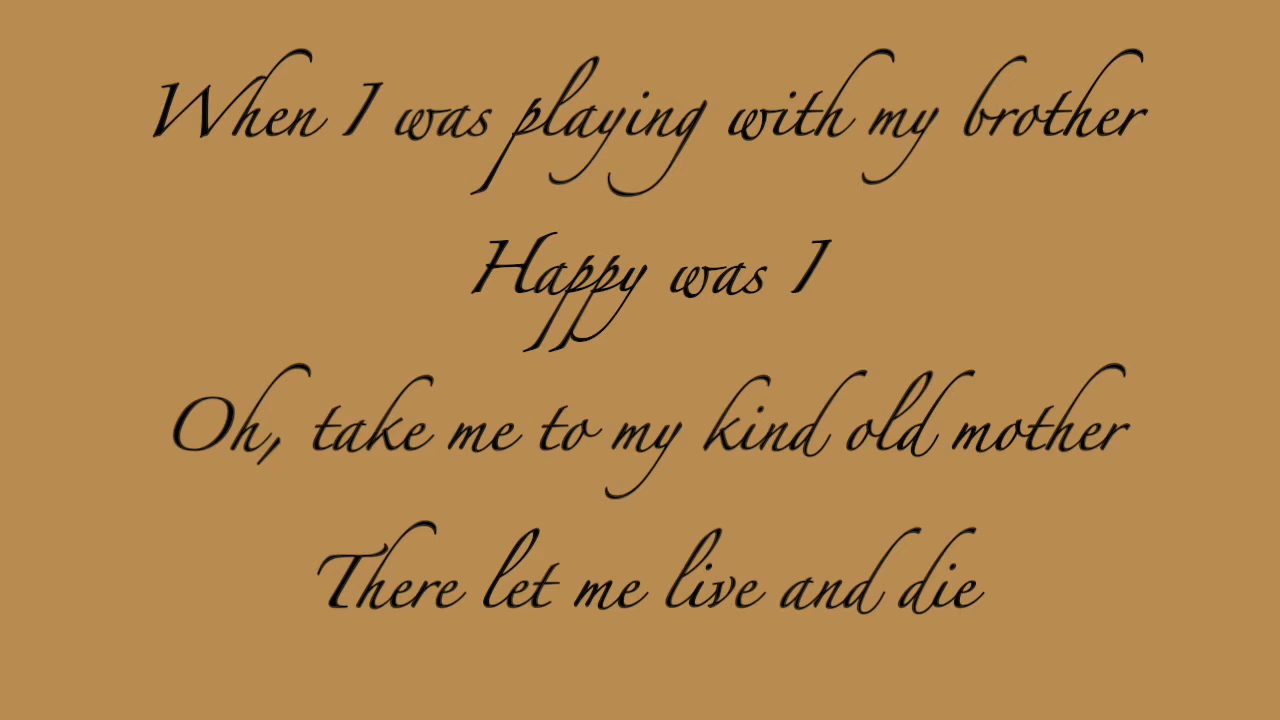 When I was playing with my brother
Happy was I
Oh, take me to my kind old mother
There let me live and die